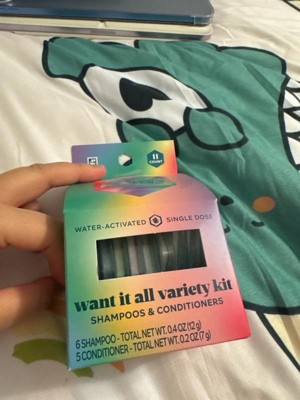 11
COUNT
WATER-ACTIVATED SINGLE DOSE
want it all variety kit
SHAMPOOS & CONDITIONERS
6 SHAMPOO - TOTAL NET WT. 0.4 OZ (12g)
5 CONDITIONER - TOTAL NET WT. 0.2 OZ (7g)